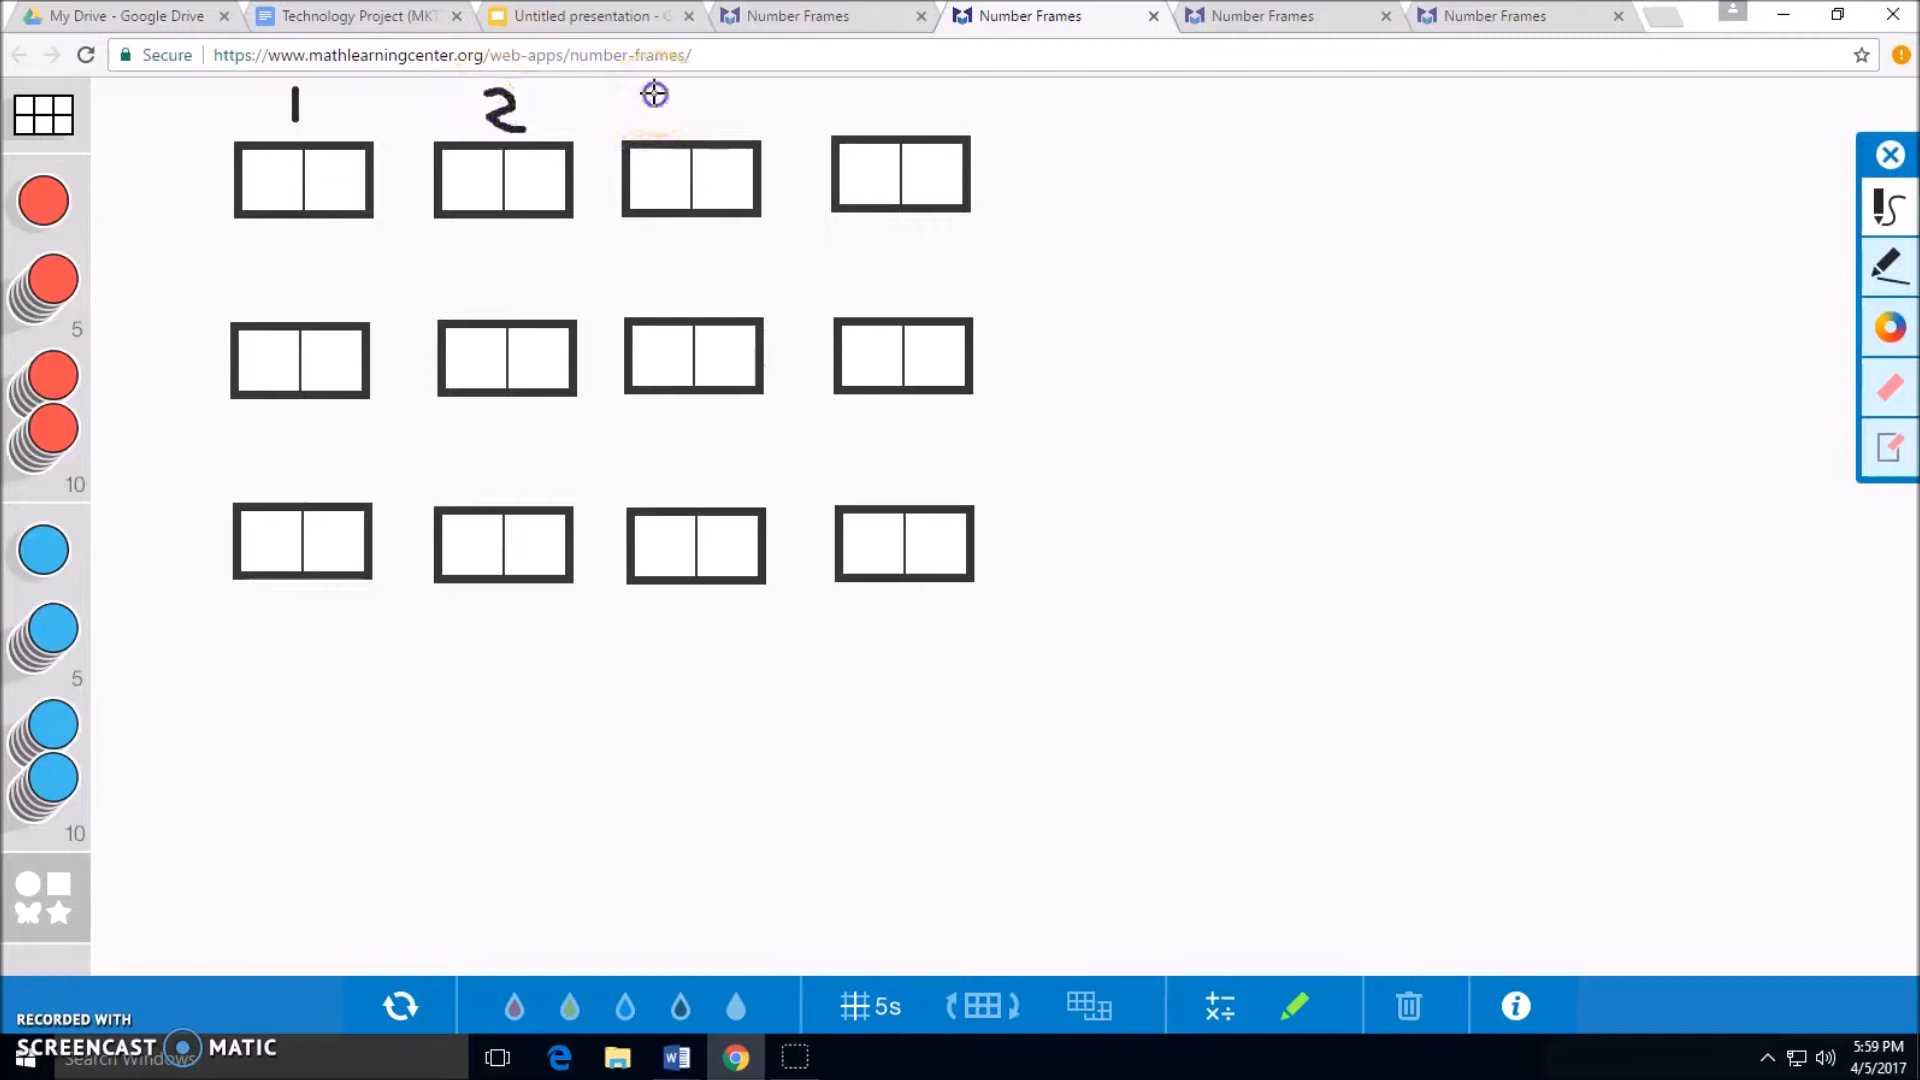 My Drive - Google Drive
Technology Project (MKT
Untitled presentation - G
Number Frames
Number Frames
Number Frames
Number Frames
Secure
https://www.mathlearningcenter.org/web-apps/number-frames/
1 2
5
10
5
10
5s
RECORDED WITH
SCREENCAST MATIC
Search Windows
5:59 PM
4/5/2017